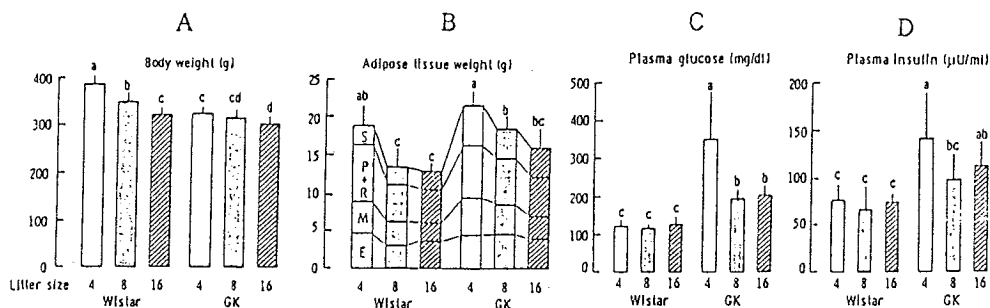 A
B
C
D
Body weight (g)
Adipose tissue weight (g)
Plasma glucose (mg/dl)
Plasma insulin (µU/ml)
400
300
400
300
400
0
a
b
c
c
cd
d
25
20
15
10
5
0
ab
c
c
a
b
bc
S
P+R
M
E
500
400
300
200
100
0
c
c
c
a
b
b
200
150
100
50
0
c
c
c
a
bc
ab
Litter size 4 8 16 4 8 16
4 8 16 4 8 16
4 8 16 4 8 16
4 8 16 4 8 16
Wistar GK
Wistar GK
Wistar GK
Wistar GK